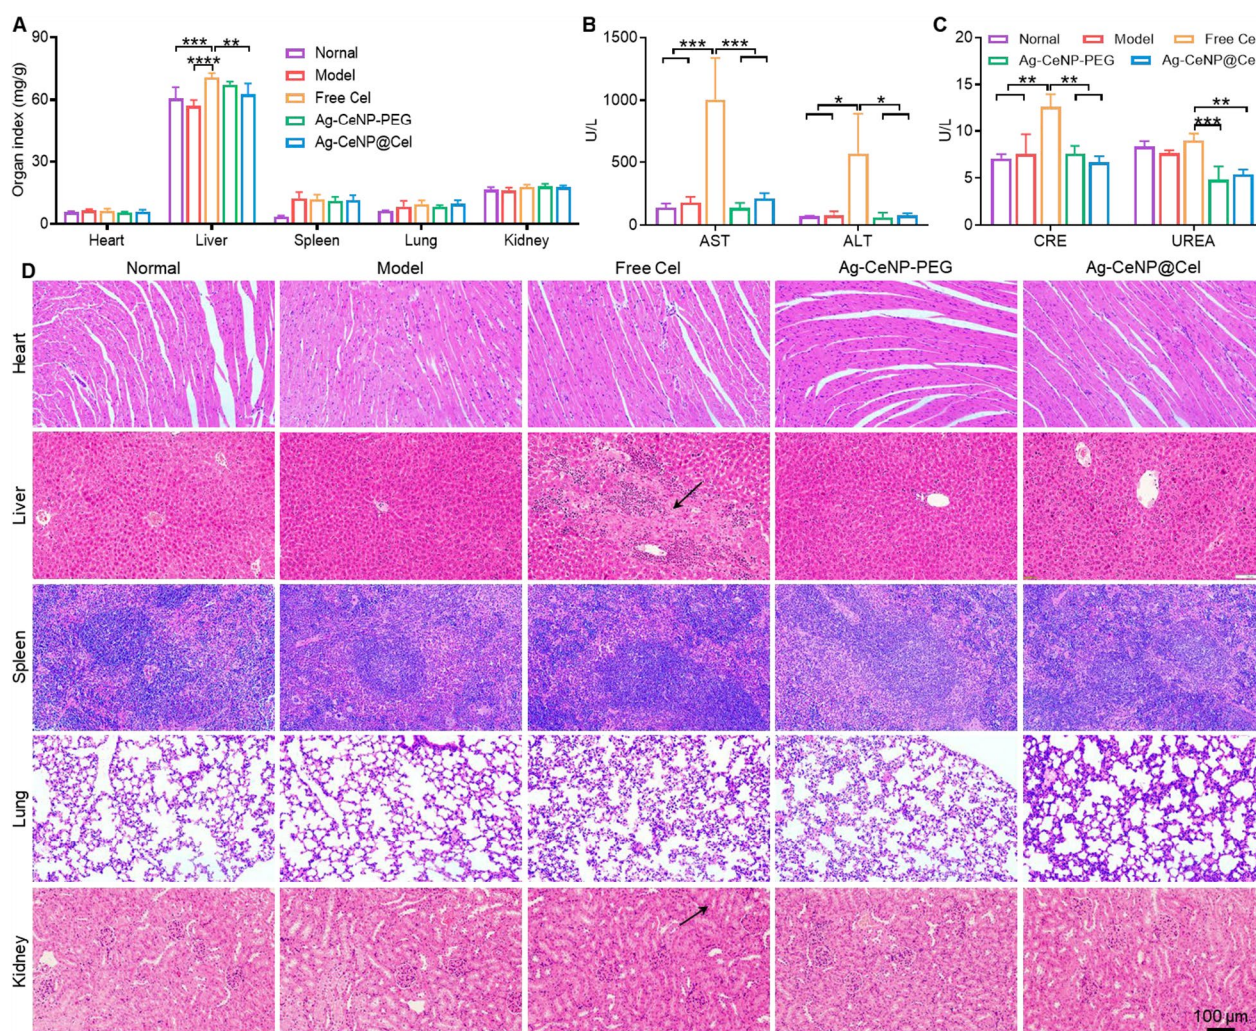 A
Organ index (mg/g)
90
60
30
0
***
**
****
Nornal
Model
Free Cel
Ag-CeNP-PEG
Ag-CeNP@Cel
Heart
Liver
Spleen
Lung
Kidney
B
U/L
1500
1000
500
0
***
***
*
*
AST
ALT
C
U/L
20
15
10
5
0
Nornal Model Free Cel
Ag-CeNP-PEG Ag-CeNP@Ce
**
**
**
***
CRE
UREA
D
Normal Model Free Cel Ag-CeNP-PEG Ag-CeNP@Cel
Heart
Liver
Spleen
Lung
Kidney
100 μm